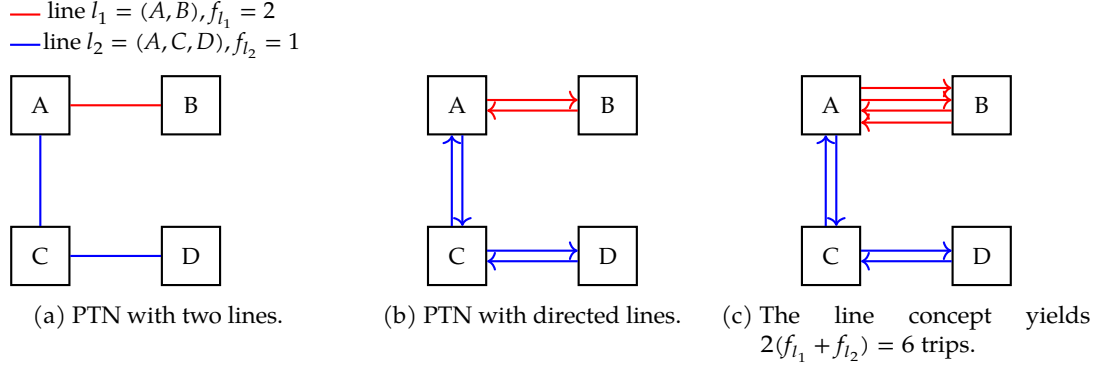 line l₁ = (A, B), f_{l₁} = 2
line l₂ = (A, C, D), f_{l₂} = 1
A B A B A B
C D C D C D
(a) PTN with two lines. (b) PTN with directed lines. (c) The line concept yields
2(f_{l₁} + f_{l₂}) = 6 trips.